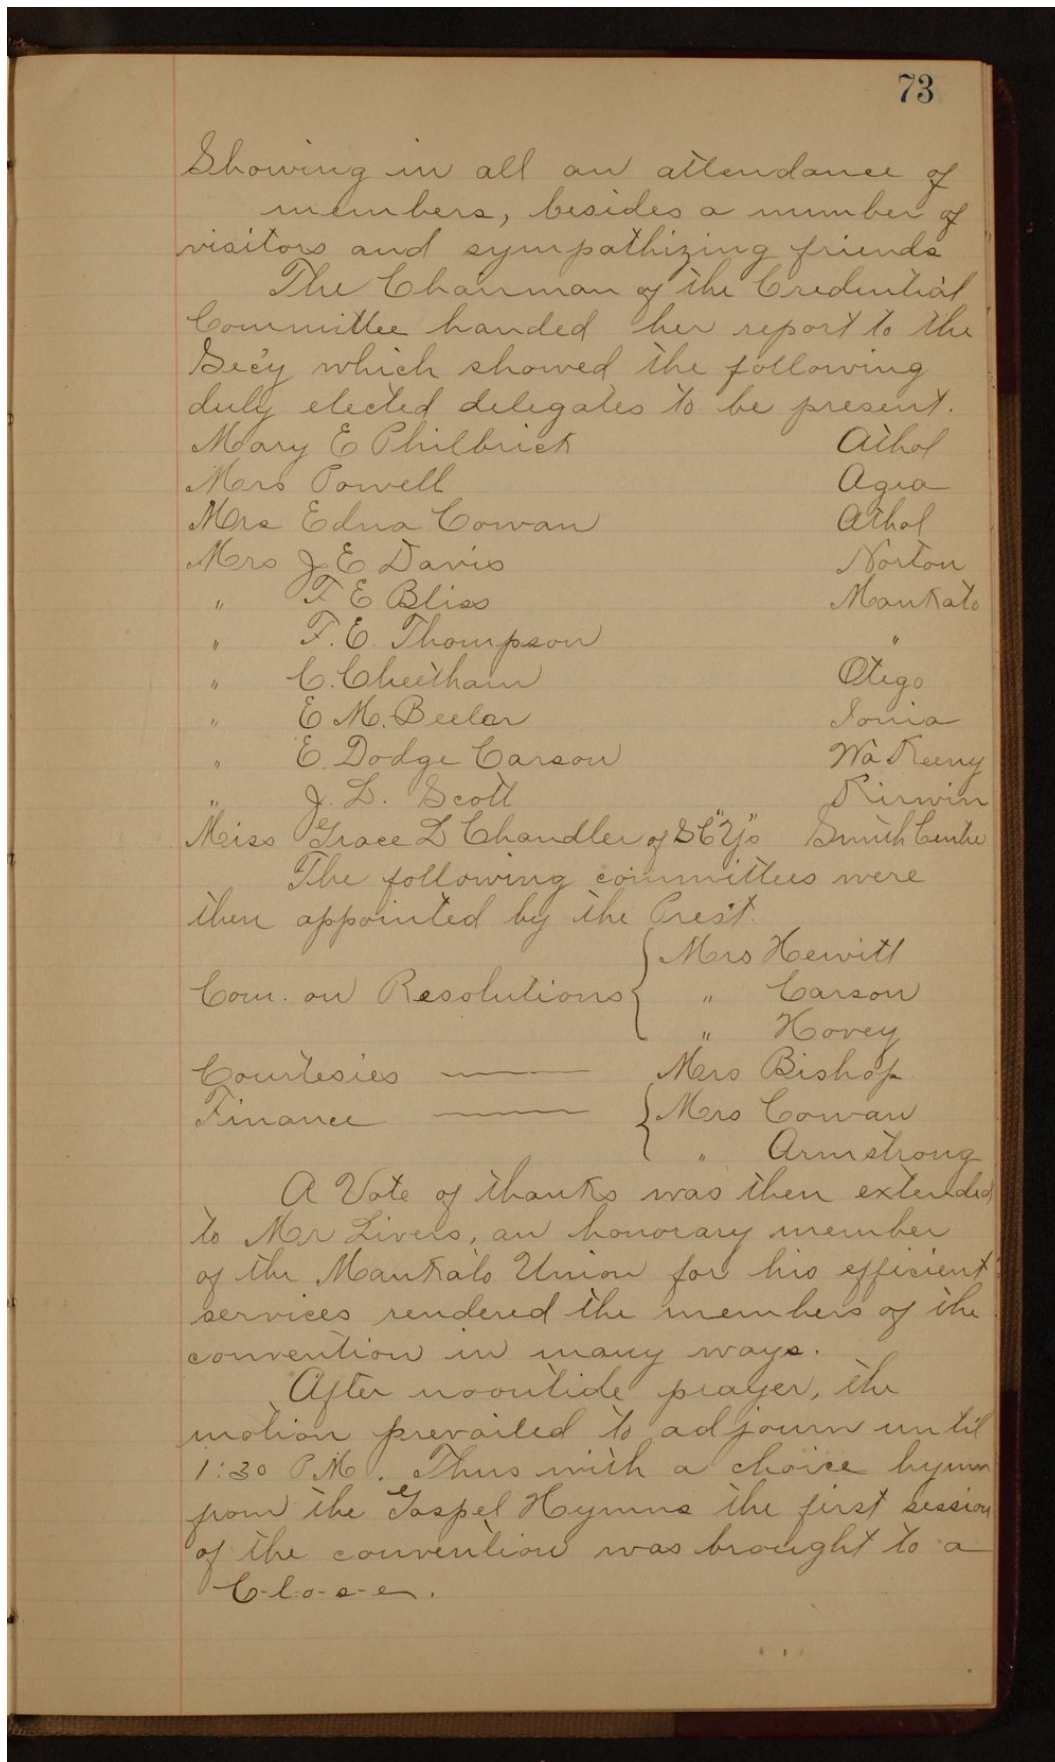 73
Showing in all an attendance of
members, besides a number of
visitors and sympathizing friends
The Chairman of the Credential
Committee handed her report to the
Sec'y which showed the following
duly elected delegates to be present.
Mary E Philbrick Athol
Mrs Powell Agra
Mrs Edna Cowan Athol
Mrs J E Davis Norton
" F E Bliss Mankato
" F. E. Thompson "
" C. Cheetham Otego
" E M. Beeler Ionia
" E. Dodge Carson Wa Keeny
" J. L. Scott Kirwin
Miss Grace L Chandler of S C "Y"s Smith Centre
The following committees were
then appointed by the Prest.
Com. on Resolutions { Mrs Hewitt
" Carson
" Hovey
Courtesies — Mrs Bishop
Finance — { Mrs Cowan
" Armstrong
A Vote of thanks was then extended
to Mr Livers, an honorary member
of the Mankato Union for his efficient
services rendered the members of the
convention in many ways.
After noontide prayer, the
motion prevailed to adjourn until
1:30 P.M. Thus with a choice hymn
from the Gospel Hymns the first session
of the convention was brought to a
C-l-o-s-e.